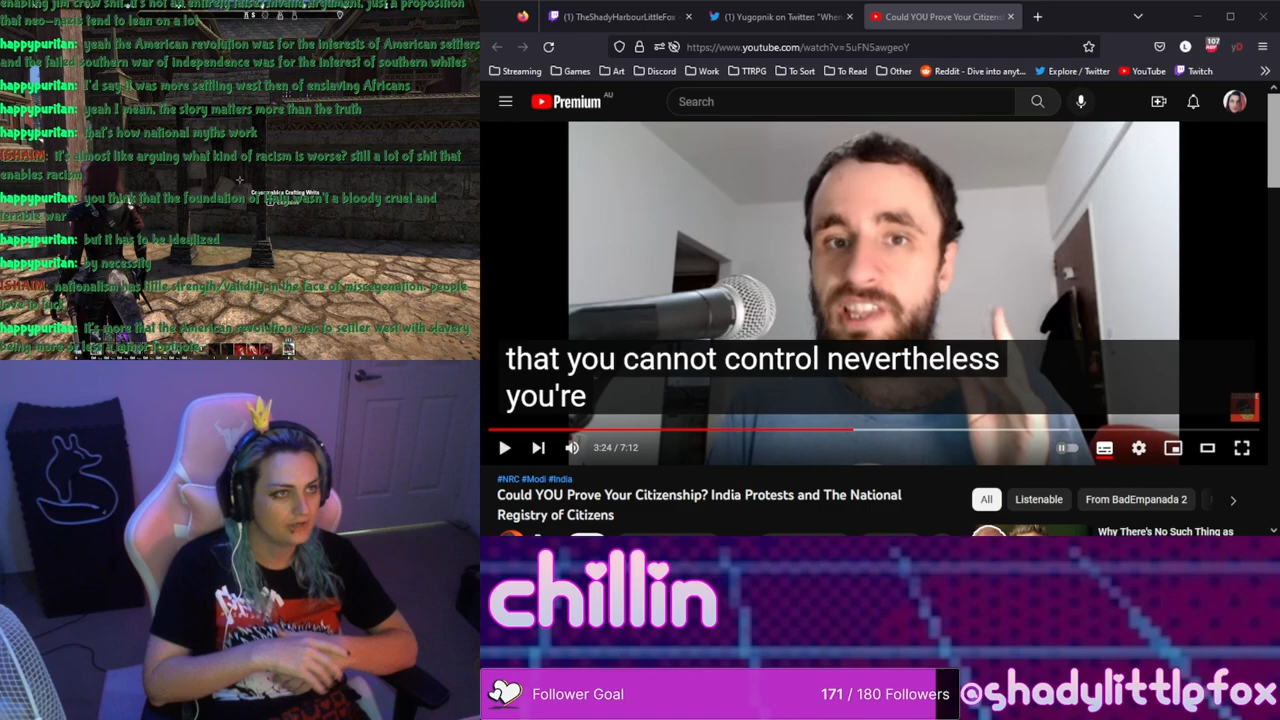 enabling jim crow shit. it's not an entirely false/invalid argument, just a proposition
that neo-nazis tend to lean on a lot
happypuritan: yeah the American revolution was for the interests of American settlers
and the failed southern war of independence was for the interest of southern whites
happypuritan: I'd say it was more settling west then of enslaving Africans
happypuritan: yeah I mean, the story matters more than the truth
happypuritan: that's how national myths work
ISHAIM: it's almost like arguing what kind of racism is worse? still a lot of shit that
enables racism
happypuritan: you think that the foundation of Italy wasn't a bloody cruel and
terrible war
happypuritan: but it has to be idealized
happypuritan: by necessity
ISHAIM: nationalism has little strength/validity in the face of miscegenation. people
love to fuck
happypuritan: it's more that the American revolution was to settler west with slavery
being more or less a minor footnote.
Consumables Crafting Writs
(1) TheShadyHarbourLittleFox -
(1) Yugopnik on Twitter: "When
Could YOU Prove Your Citizens
https://www.youtube.com/watch?v=5uFN5awgeoY
107
Streaming
Games
Art
Discord
Work
TTRPG
To Sort
To Read
Other
Reddit - Dive into anyt...
Explore / Twitter
YouTube
Twitch
Premium AU
Search
that you cannot control nevertheless
you're
3:24 / 7:12
#NRC #Modi #India
Could YOU Prove Your Citizenship? India Protests and The National
Registry of Citizens
All
Listenable
From BadEmpanada 2
Why There's No Such Thing as
chillin
Follower Goal
171 / 180 Followers
@shadylittlefox